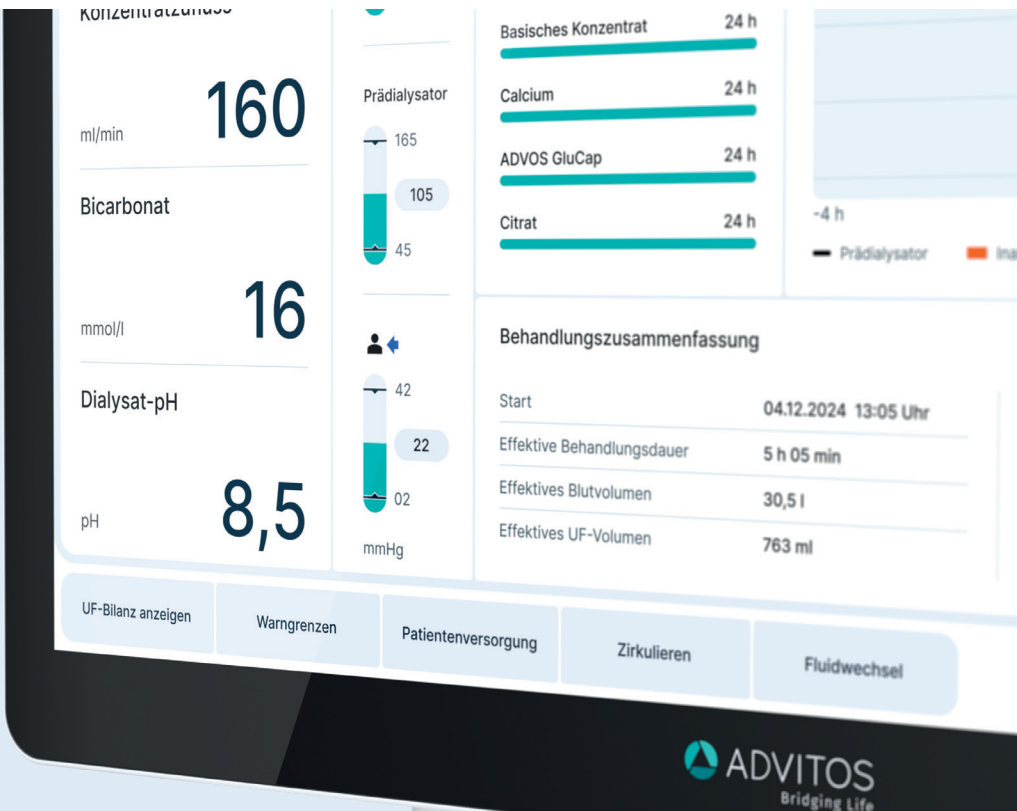 Konzentratzufluss
ml/min
160
Bicarbonat
mmol/l
16
Dialysat-pH
pH
8,5
Prädialysator
165
105
45
42
22
02
mmHg
Basisches Konzentrat 24 h
Calcium 24 h
ADVOS GluCap 24 h
Citrat 24 h
-4 h
Prädialysator
Behandlungszusammenfassung
Start 04.12.2024 13:05 Uhr
Effektive Behandlungsdauer 5 h 05 min
Effektives Blutvolumen 30,5 l
Effektives UF-Volumen 763 ml
UF-Bilanz anzeigen
Warngrenzen
Patientenversorgung
Zirkulieren
Fluidwechsel
ADVITOS
Bridging Life